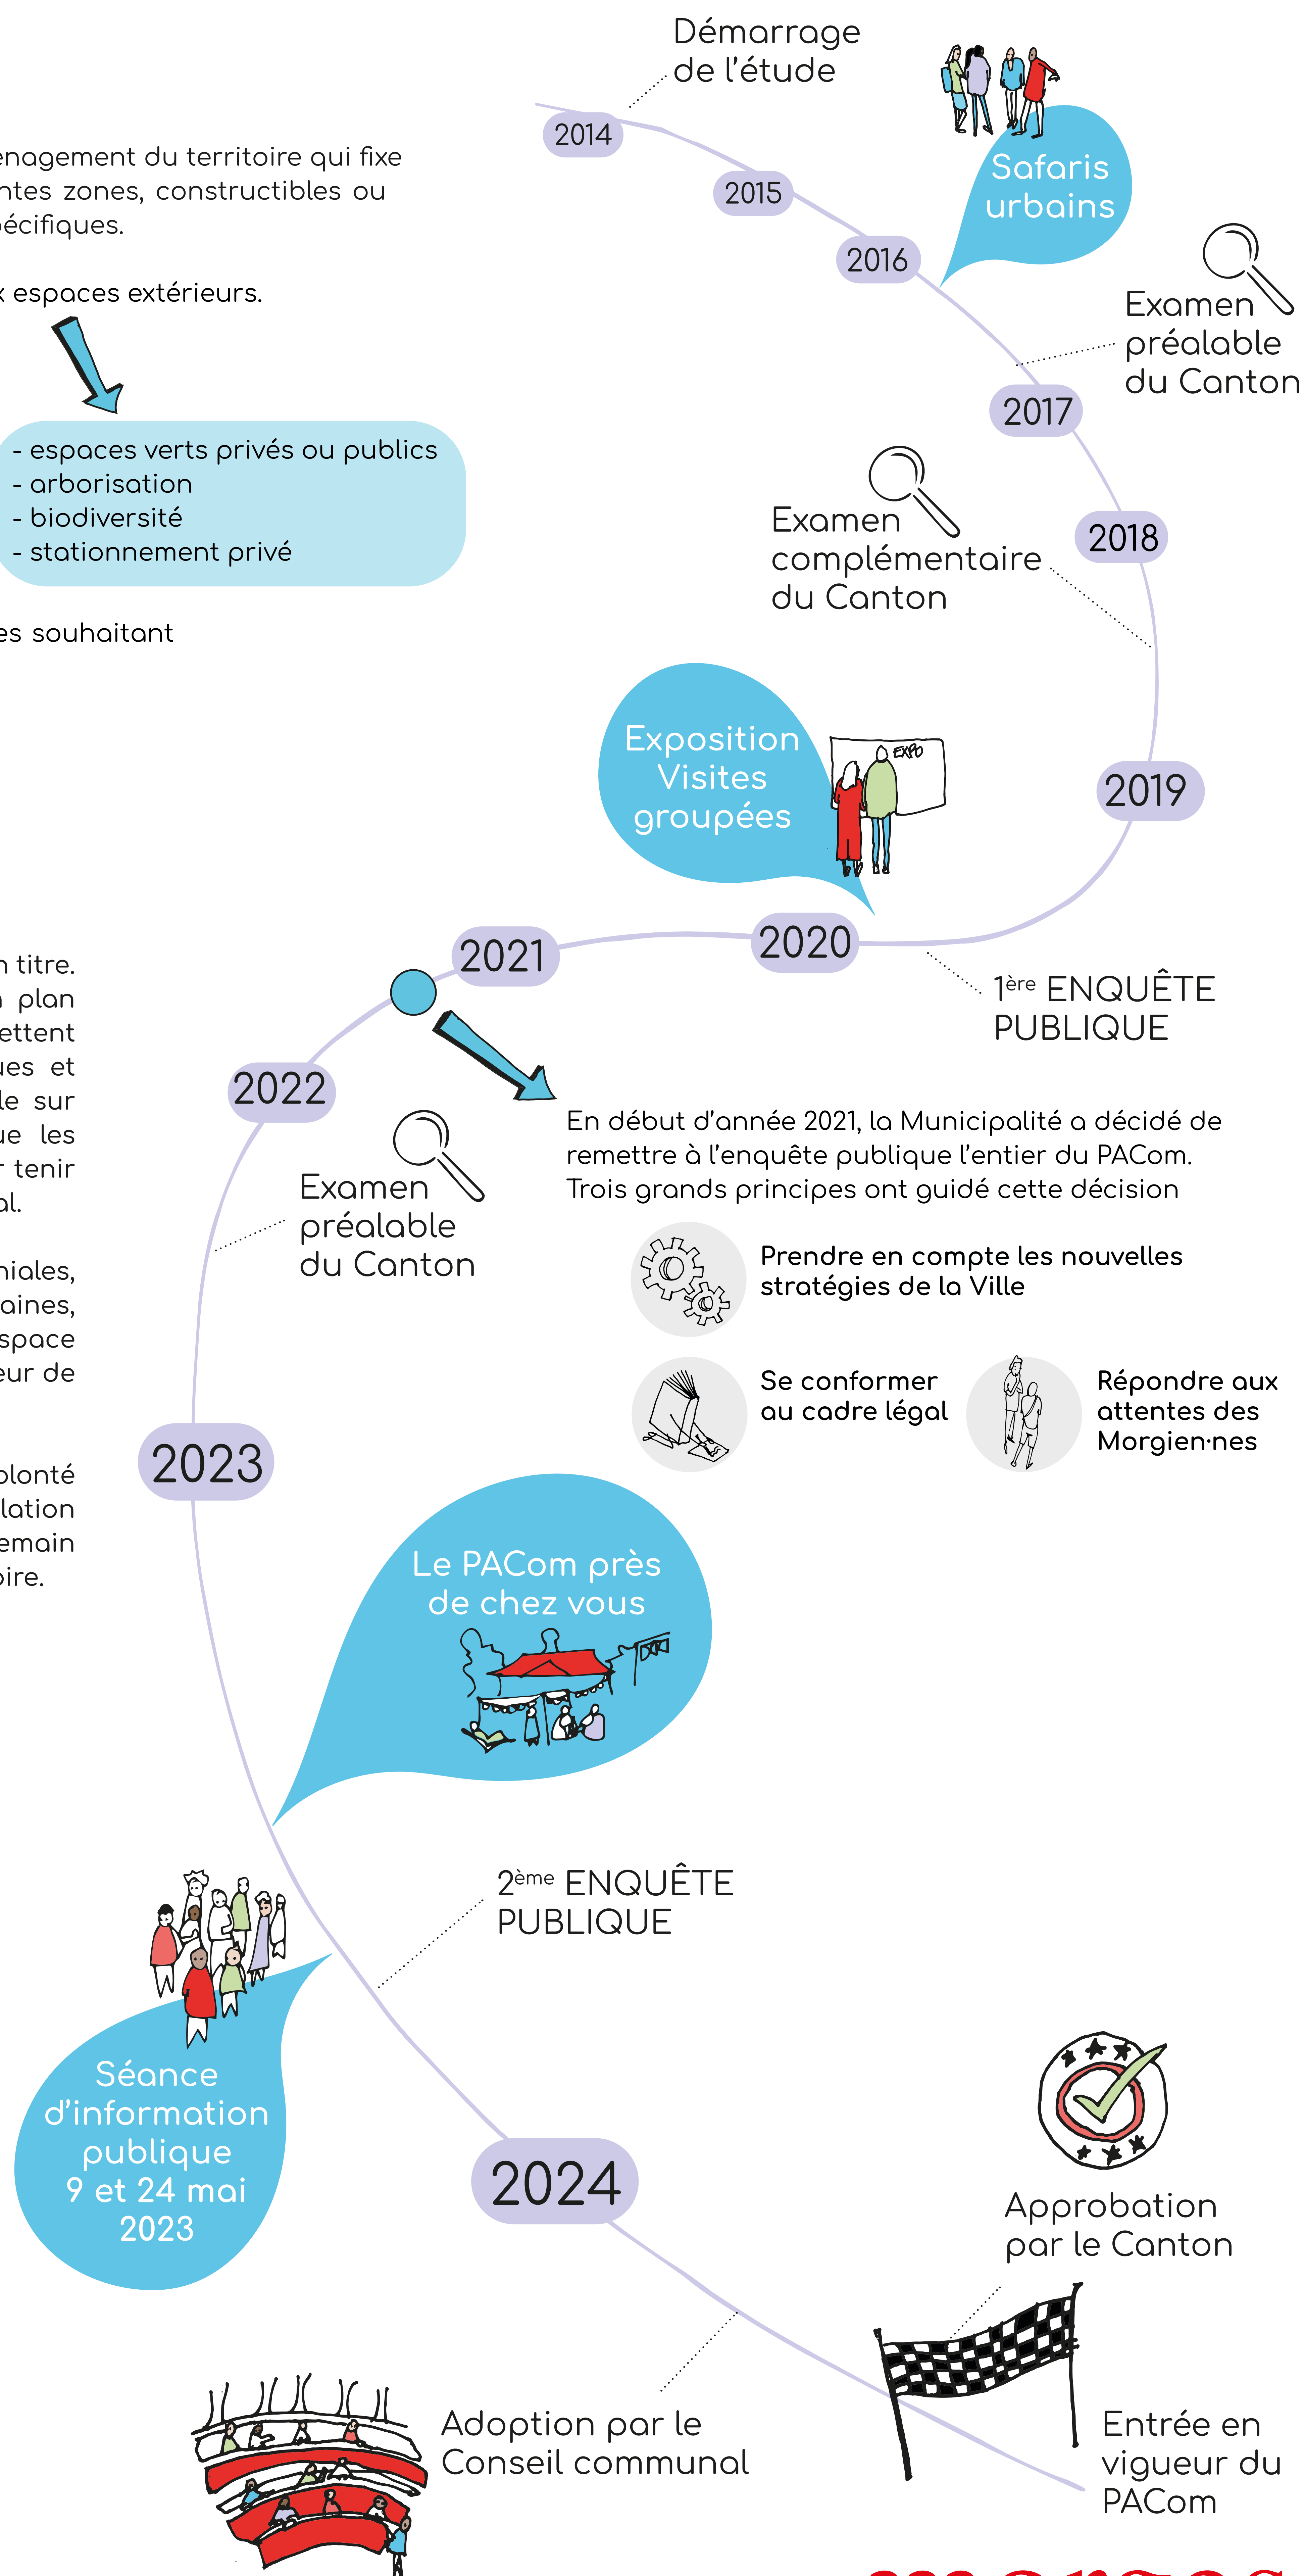 Démarrage
de l'étude
2014
2015
2016
Safaris
urbains
énagement du territoire qui fixe
ntes zones, constructibles ou
pécifiques.
x espaces extérieurs.
- espaces verts privés ou publics
- arborisation
- biodiversité
- stationnement privé
es souhaitant
Examen
préalable
du Canton
2017
Examen
complémentaire
du Canton
2018
Exposition
Visites
groupées
EXPO
2019
2020
2021
1ère ENQUÊTE
PUBLIQUE
2022
n titre.
n plan
ettent
ues et
le sur
ue les
r tenir
al.
niales,
aines,
space
eur de
olonté
lation
emain
oire.
En début d'année 2021, la Municipalité a décidé de
remettre à l'enquête publique l'entier du PACom.
Trois grands principes ont guidé cette décision
Prendre en compte les nouvelles
stratégies de la Ville
Se conformer
au cadre légal
Répondre aux
attentes des
Morgien·nes
Examen
préalable
du Canton
2023
Le PACom près
de chez vous
2ème ENQUÊTE
PUBLIQUE
Séance
d'information
publique
9 et 24 mai
2023
2024
Approbation
par le Canton
Adoption par le
Conseil communal
Entrée en
vigueur du
PACom